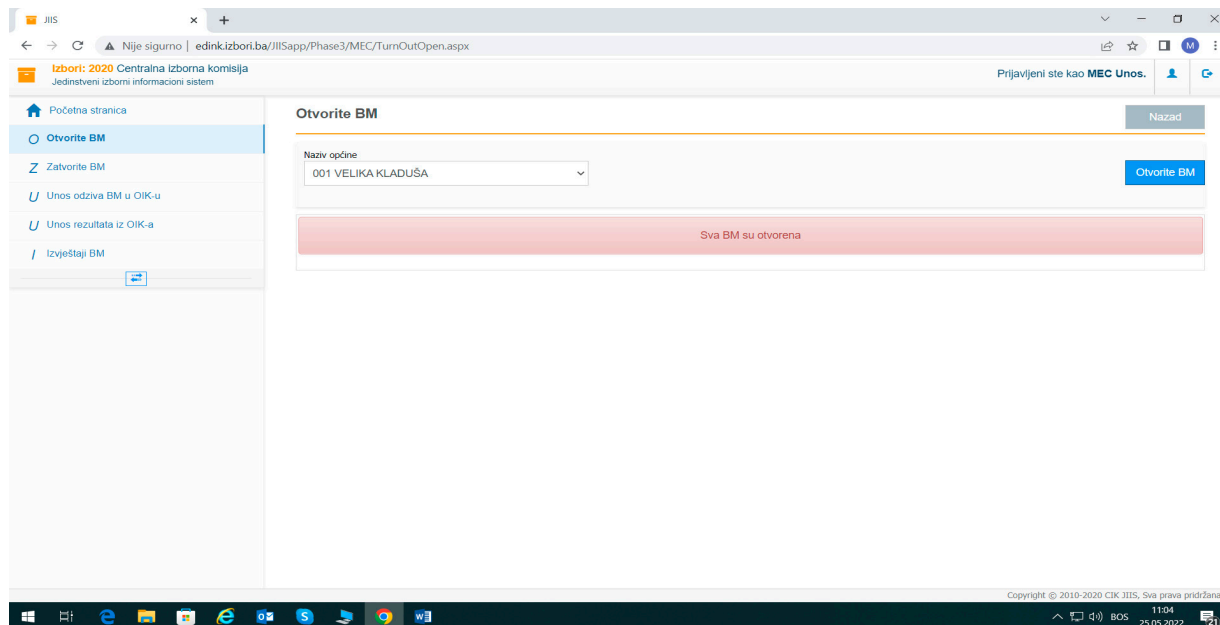 JIIS
Nije sigurno | edink.izbori.ba/JIISapp/Phase3/MEC/TurnOutOpen.aspx
M
Izbori: 2020 Centralna Izborna komisija
Jedinstveni izborni informacioni sistem
Prijavljeni ste kao MEC Unos.
Početna stranica
O Otvorite BM
Z Zatvorite BM
U Unos odziva BM u OIK-u
U Unos rezultata iz OIK-a
I Izvještaji BM
Otvorite BM
Nazad
Naziv općine
001 VELIKA KLADUŠA
Otvorite BM
Sva BM su otvorena
Copyright © 2010-2020 CIK JIIS, Sva prava pridržana
BOS
11:04
25.05.2022
21